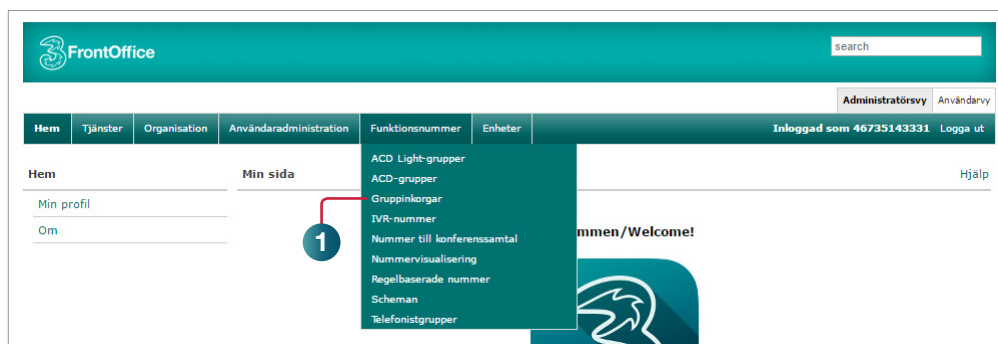 3 FrontOffice
search
Administratörsvy Användarvy
Hem Tjänster Organisation Användaradministration Funktionsnummer Enheter Inloggad som 46735143331 Logga ut
Hem
Min profil
Om
Min sida
Hjälp
ACD Light-grupper
ACD-grupper
Gruppinkorgar
IVR-nummer
Nummer till konferenssamtal
Nummervisualisering
Regelbaserade nummer
Scheman
Telefonistgrupper
1
mmen/Welcome!